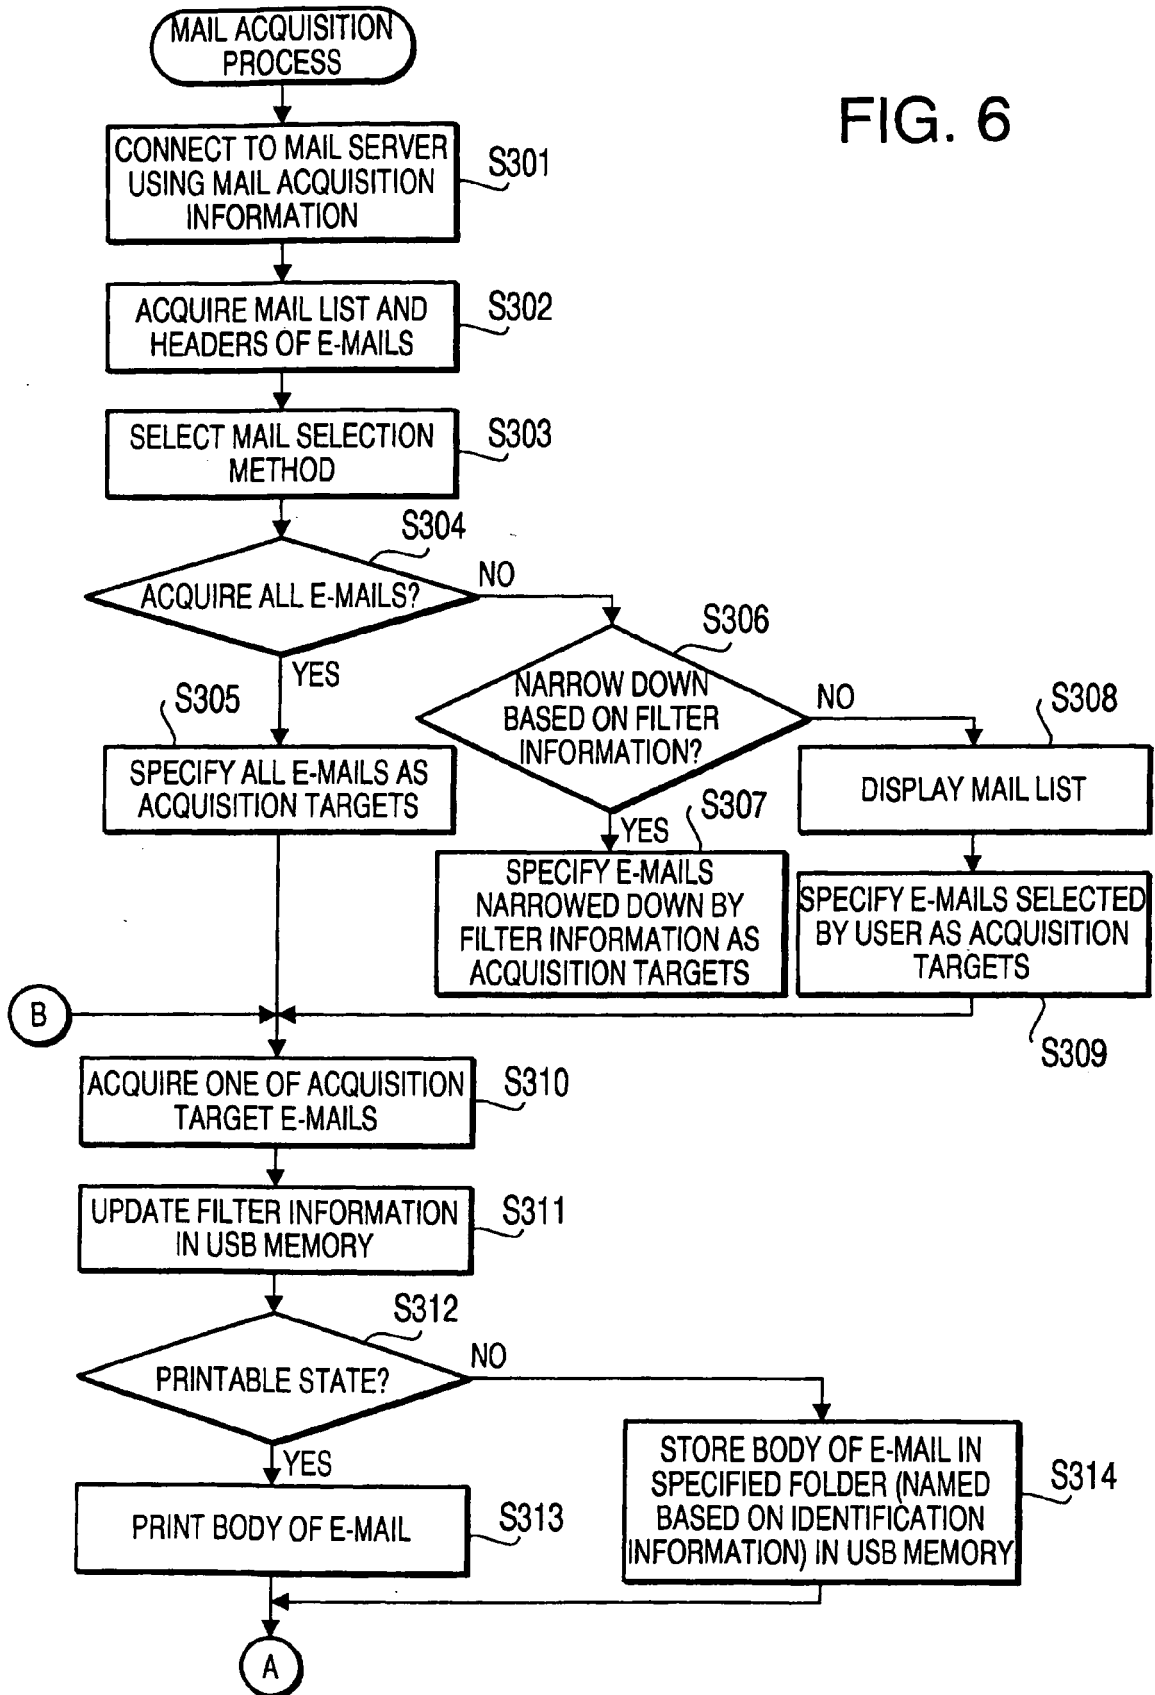 MAIL ACQUISITION
PROCESS
FIG. 6
CONNECT TO MAIL SERVER
USING MAIL ACQUISITION
INFORMATION
S301
ACQUIRE MAIL LIST AND
HEADERS OF E-MAILS
S302
SELECT MAIL SELECTION
METHOD
S303
S304
ACQUIRE ALL E-MAILS?
NO
YES
S305
SPECIFY ALL E-MAILS AS
ACQUISITION TARGETS
S306
NARROW DOWN
BASED ON FILTER
INFORMATION?
NO
YES
S307
SPECIFY E-MAILS
NARROWED DOWN BY
FILTER INFORMATION AS
ACQUISITION TARGETS
S308
DISPLAY MAIL LIST
SPECIFY E-MAILS SELECTED
BY USER AS ACQUISITION
TARGETS
S309
B
ACQUIRE ONE OF ACQUISITION
TARGET E-MAILS
S310
UPDATE FILTER INFORMATION
IN USB MEMORY
S311
S312
PRINTABLE STATE?
NO
YES
PRINT BODY OF E-MAIL
S313
STORE BODY OF E-MAIL IN
SPECIFIED FOLDER (NAMED
BASED ON IDENTIFICATION
INFORMATION) IN USB MEMORY
S314
A